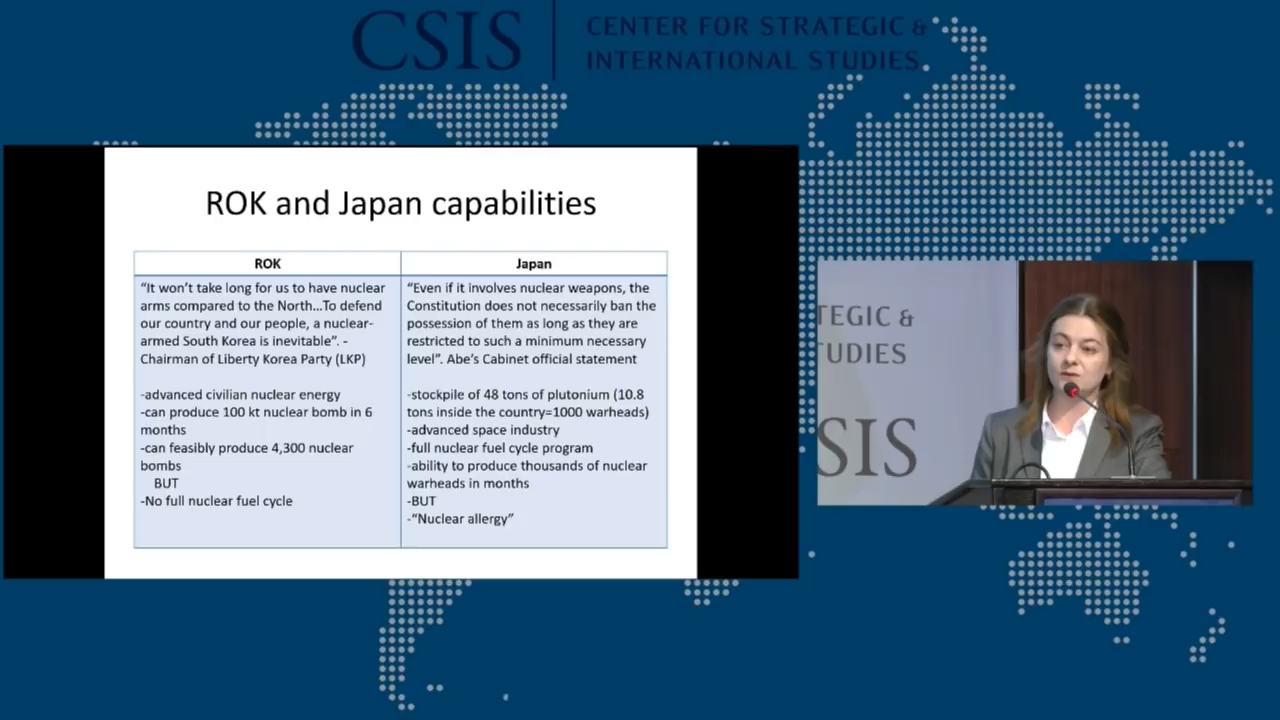 CSIS
CENTER FOR STRATEGIC &
INTERNATIONAL STUDIES
ROK and Japan capabilities
ROK
“It won’t take long for us to have nuclear
arms compared to the North…To defend
our country and our people, a nuclear-
armed South Korea is inevitable”. -
Chairman of Liberty Korea Party (LKP)
-advanced civilian nuclear energy
-can produce 100 kt nuclear bomb in 6
months
-can feasibly produce 4,300 nuclear
bombs
BUT
-No full nuclear fuel cycle
Japan
“Even if it involves nuclear weapons, the
Constitution does not necessarily ban the
possession of them as long as they are
restricted to such a minimum necessary
level”. Abe’s Cabinet official statement
-stockpile of 48 tons of plutonium (10.8
tons inside the country=1000 warheads)
-advanced space industry
-full nuclear fuel cycle program
-ability to produce thousands of nuclear
warheads in months
-BUT
-“Nuclear allergy”
TEGIC &
TUDIES
SIS